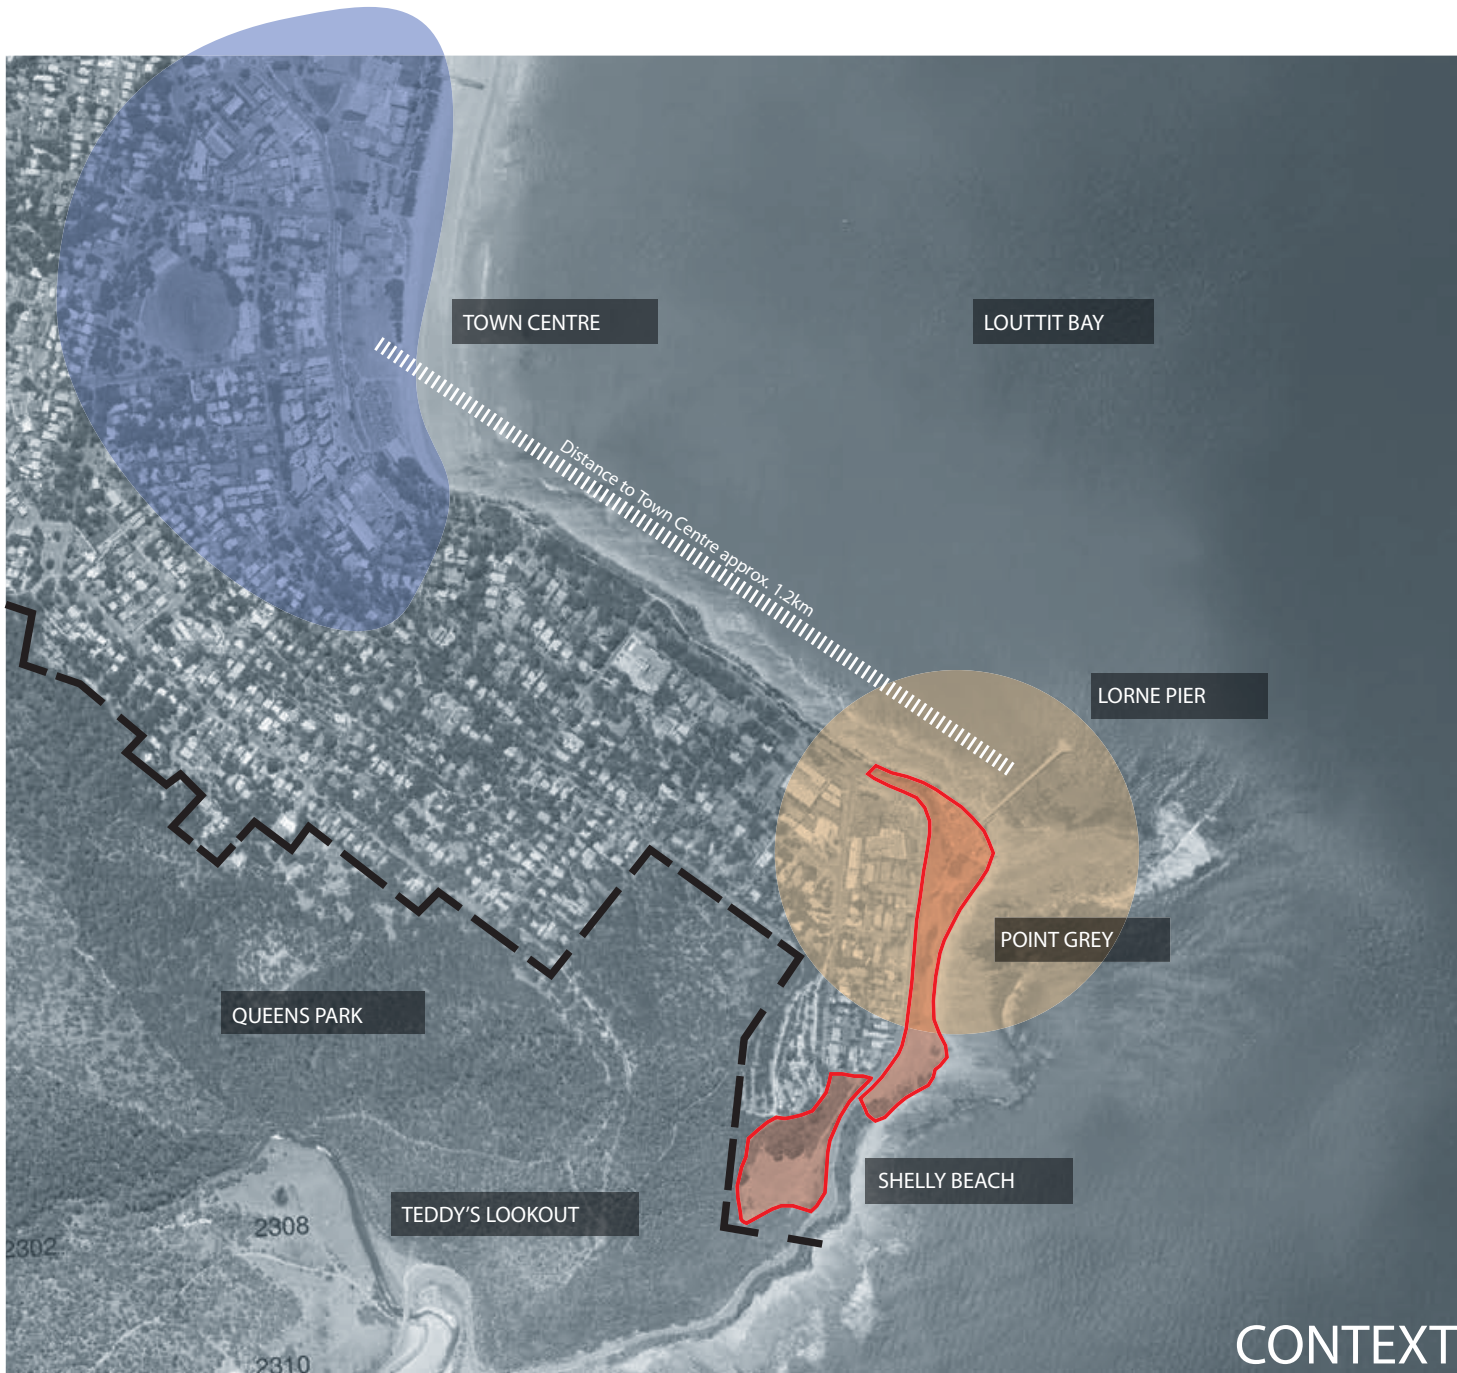 TOWN CENTRE
LOUTTIT BAY
Distance to Town Centre approx. 1.2km
LORNE PIER
POINT GREY
QUEENS PARK
SHELLY BEACH
TEDDY'S LOOKOUT
2308
2302
2310
CONTEXT